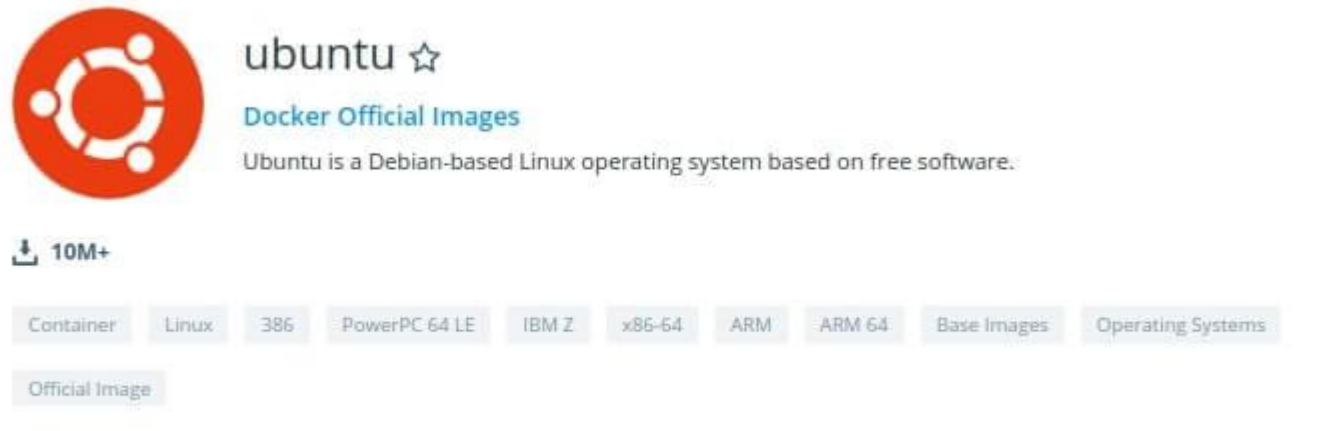 ubuntu
Docker Official Images
Ubuntu is a Debian-based Linux operating system based on free software.
10M+
Container Linux 386 PowerPC 64 LE IBM Z x86-64 ARM ARM 64 Base Images Operating Systems
Official Image